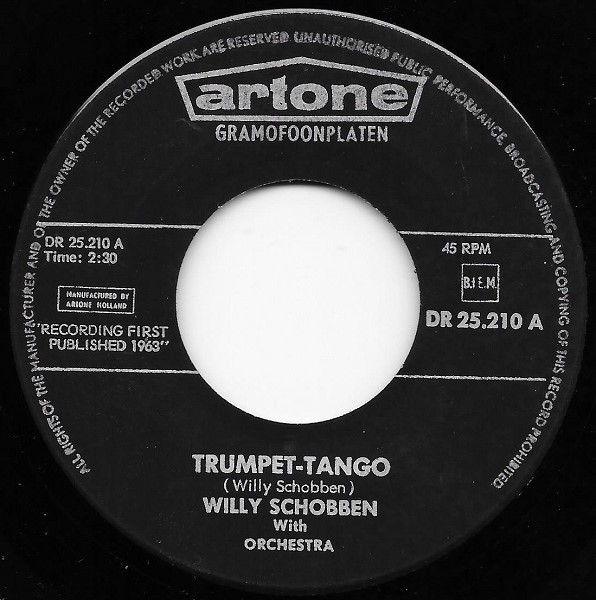 ALL RIGHTS OF THE MANUFACTURER AND OF THE OWNER OF THE RECORDED WORK ARE RESERVED. UNAUTHORISED PUBLIC PERFORMANCE, BROADCASTING AND COPYING OF THIS RECORD PROHIBITED
artone
GRAMOFOONPLATEN
DR 25.210 A
Time: 2:30
MANUFACTURED BY
ARTONE HOLLAND
"RECORDING FIRST
PUBLISHED 1963"
45 RPM
B.I.E.M.
DR 25.210 A
TRUMPET-TANGO
(Willy Schobben)
WILLY SCHOBBEN
With
ORCHESTRA